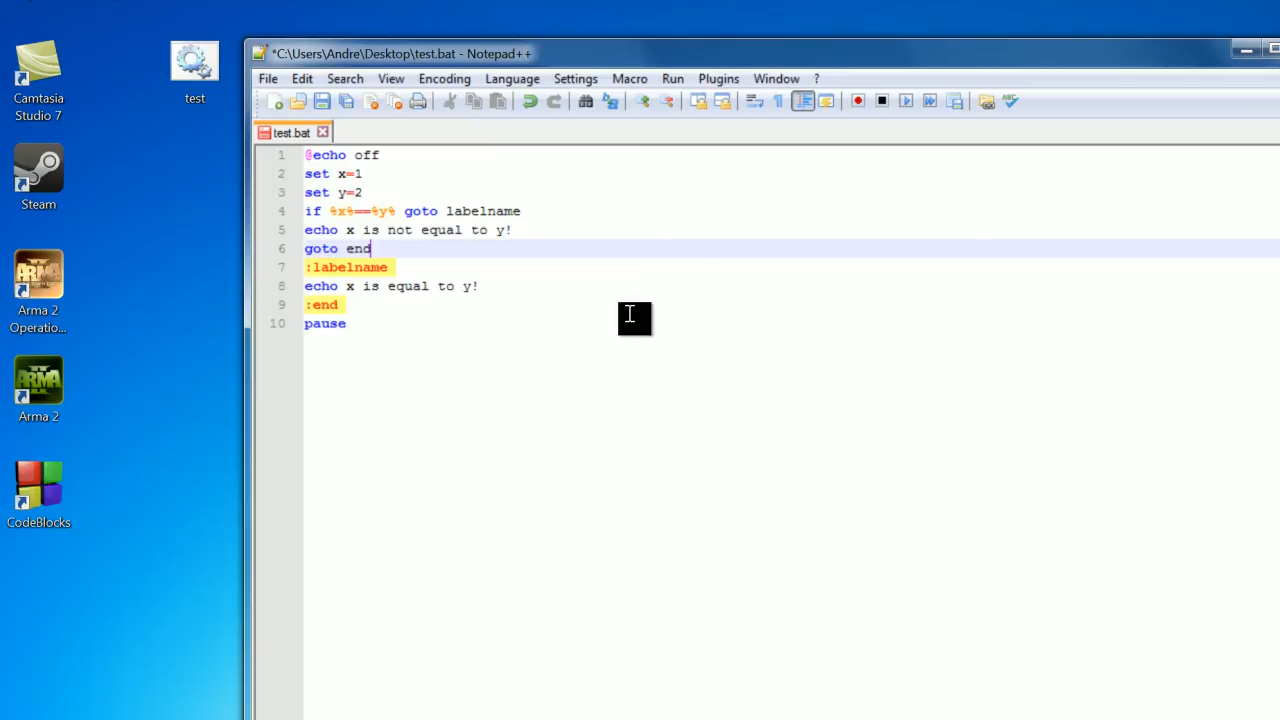 *C:\Users\Andre\Desktop\test.bat - Notepad++
File Edit Search View Encoding Language Settings Macro Run Plugins Window ?
test.bat
1 @echo off
2 set x=1
3 set y=2
4 if %x%==%y% goto labelname
5 echo x is not equal to y!
6 goto end
7 :labelname
8 echo x is equal to y!
9 :end
10 pause
Camtasia
Studio 7
test
Steam
Arma 2
Operatio...
Arma 2
CodeBlocks